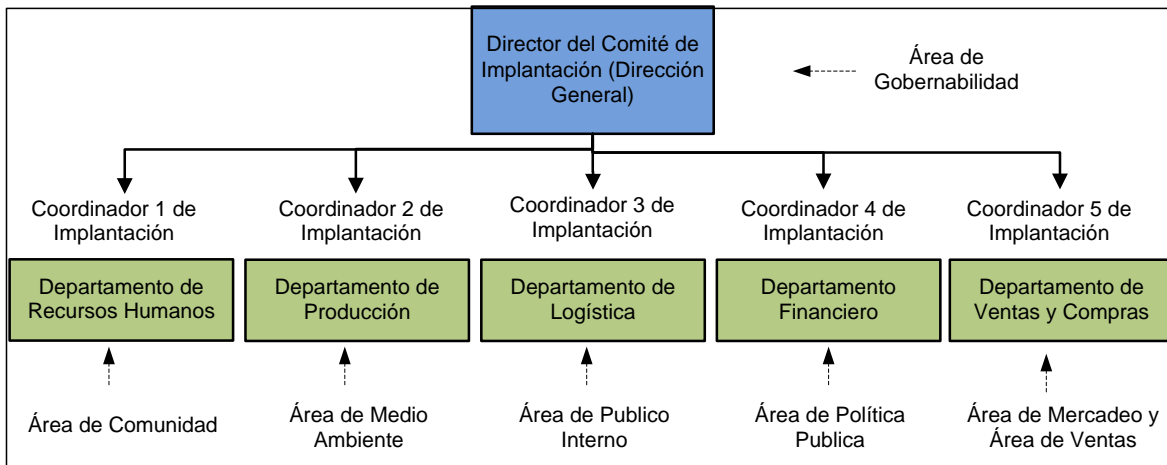 Director del Comité de
Implantación (Dirección
General)
Área de
Gobernabilidad
Coordinador 1 de
Implantación
Coordinador 2 de
Implantación
Coordinador 3 de
Implantación
Coordinador 4 de
Implantación
Coordinador 5 de
Implantación
Departamento de
Recursos Humanos
Departamento de
Producción
Departamento de
Logística
Departamento
Financiero
Departamento de
Ventas y Compras
Área de Comunidad
Área de Medio
Ambiente
Área de Publico
Interno
Área de Política
Publica
Área de Mercadeo y
Área de Ventas